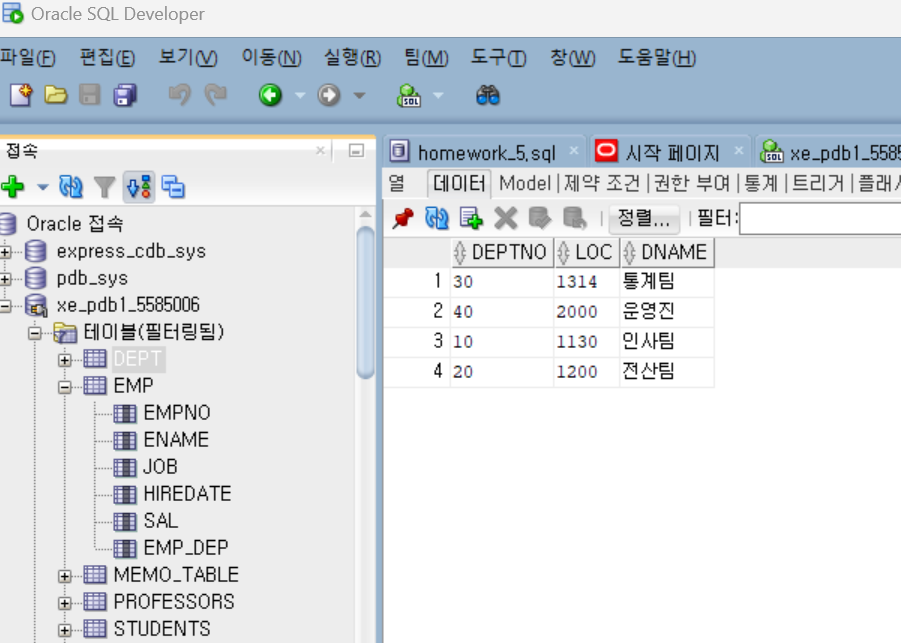 Oracle SQL Developer
파일(F) 편집(E) 보기(V) 이동(N) 실행(R) 팀(M) 도구(T) 창(W) 도움말(H)
SQL
접속
Oracle 접속
express_cdb_sys
pdb_sys
xe_pdb1_5585006
테이블(필터링됨)
DEPT
EMP
EMPNO
ENAME
JOB
HIREDATE
SAL
EMP_DEP
MEMO_TABLE
PROFESSORS
STUDENTS
homework_5.sql 시작 페이지 xe_pdb1_5585
열 데이터 Model 제약 조건 권한 부여 통계 트리거 플래시
정렬... 필터:
DEPTNO LOC DNAME
1 30 1314 통계팀
2 40 2000 운영진
3 10 1130 인사팀
4 20 1200 전산팀